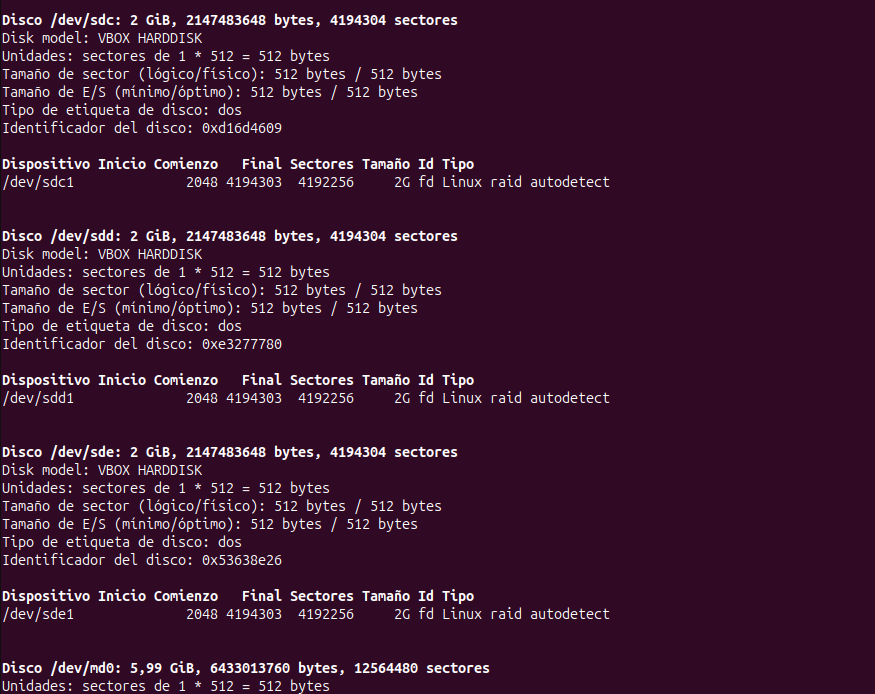 Disco /dev/sdc: 2 GiB, 2147483648 bytes, 4194304 sectores
Disk model: VBOX HARDDISK
Unidades: sectores de 1 * 512 = 512 bytes
Tamaño de sector (lógico/físico): 512 bytes / 512 bytes
Tamaño de E/S (mínimo/óptimo): 512 bytes / 512 bytes
Tipo de etiqueta de disco: dos
Identificador del disco: 0xd16d4609
Dispositivo Inicio Comienzo   Final Sectores Tamaño Id Tipo
/dev/sdc1              2048 4194303  4192256     2G fd Linux raid autodetect
Disco /dev/sdd: 2 GiB, 2147483648 bytes, 4194304 sectores
Disk model: VBOX HARDDISK
Unidades: sectores de 1 * 512 = 512 bytes
Tamaño de sector (lógico/físico): 512 bytes / 512 bytes
Tamaño de E/S (mínimo/óptimo): 512 bytes / 512 bytes
Tipo de etiqueta de disco: dos
Identificador del disco: 0xe3277780
Dispositivo Inicio Comienzo   Final Sectores Tamaño Id Tipo
/dev/sdd1              2048 4194303  4192256     2G fd Linux raid autodetect
Disco /dev/sde: 2 GiB, 2147483648 bytes, 4194304 sectores
Disk model: VBOX HARDDISK
Unidades: sectores de 1 * 512 = 512 bytes
Tamaño de sector (lógico/físico): 512 bytes / 512 bytes
Tamaño de E/S (mínimo/óptimo): 512 bytes / 512 bytes
Tipo de etiqueta de disco: dos
Identificador del disco: 0x53638e26
Dispositivo Inicio Comienzo   Final Sectores Tamaño Id Tipo
/dev/sde1              2048 4194303  4192256     2G fd Linux raid autodetect
Disco /dev/md0: 5,99 GiB, 6433013760 bytes, 12564480 sectores
Unidades: sectores de 1 * 512 = 512 bytes